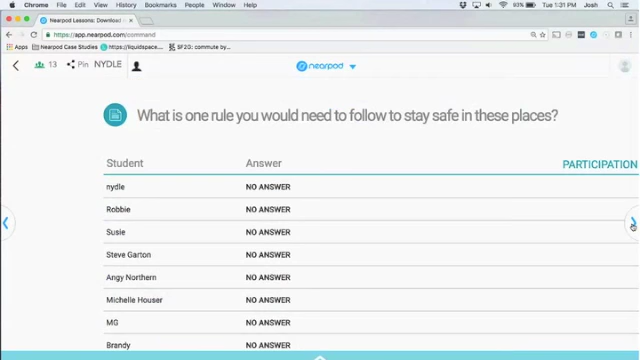 Chrome File Edit View History Bookmarks People Window Help 93% Tue 1:31 PM Josh
Nearpod Lessons: Download r
https://app.nearpod.com/command
Apps Nearpod Case Studies https://liquidspace. SF2G: commute by...
13 Pin NYDLE nearpod
What is one rule you would need to follow to stay safe in these places?
Student Answer PARTICIPATION
nydle NO ANSWER
Robbie NO ANSWER
Susie NO ANSWER
Steve Garton NO ANSWER
Angy Northern NO ANSWER
Michelle Houser NO ANSWER
MG NO ANSWER
Brandy NO ANSWER